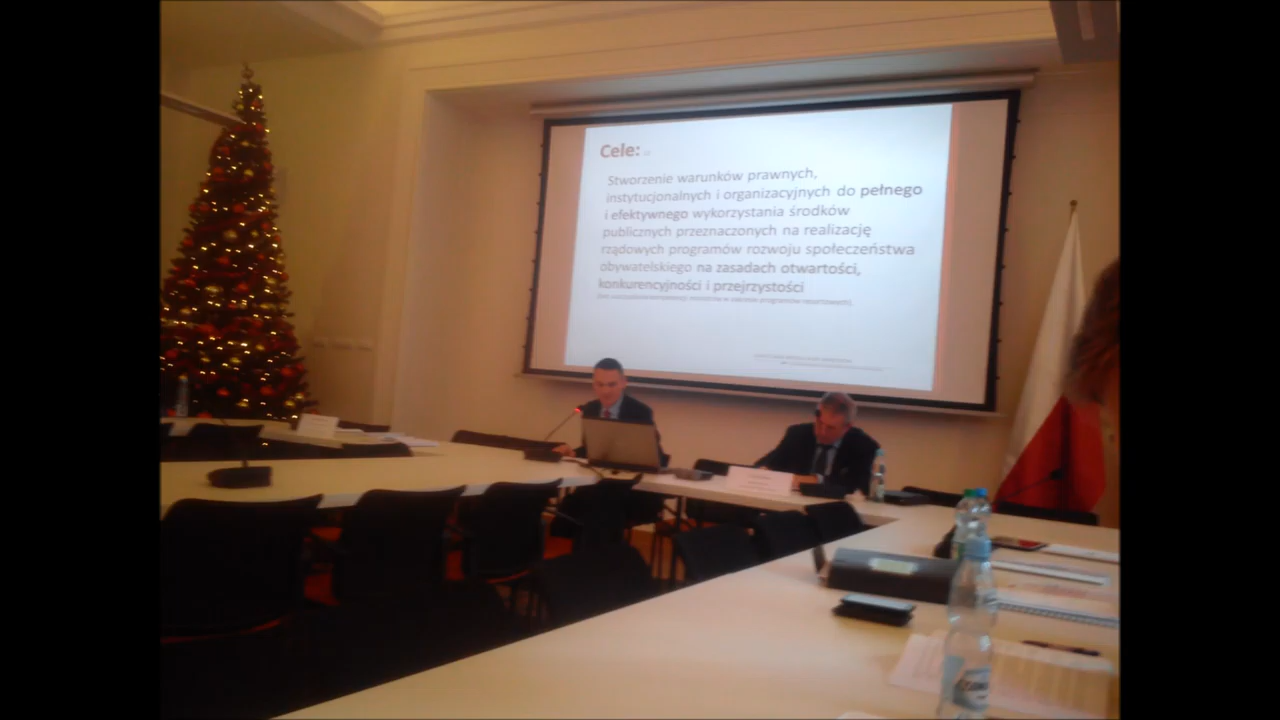 Cele:
Stworzenie warunków prawnych,
instytucjonalnych i organizacyjnych do pełnego
i efektywnego wykorzystania środków
publicznych przeznaczonych na realizację
rządowych programów rozwoju społeczeństwa
obywatelskiego na zasadach otwartości,
konkurencyjności i przejrzystości